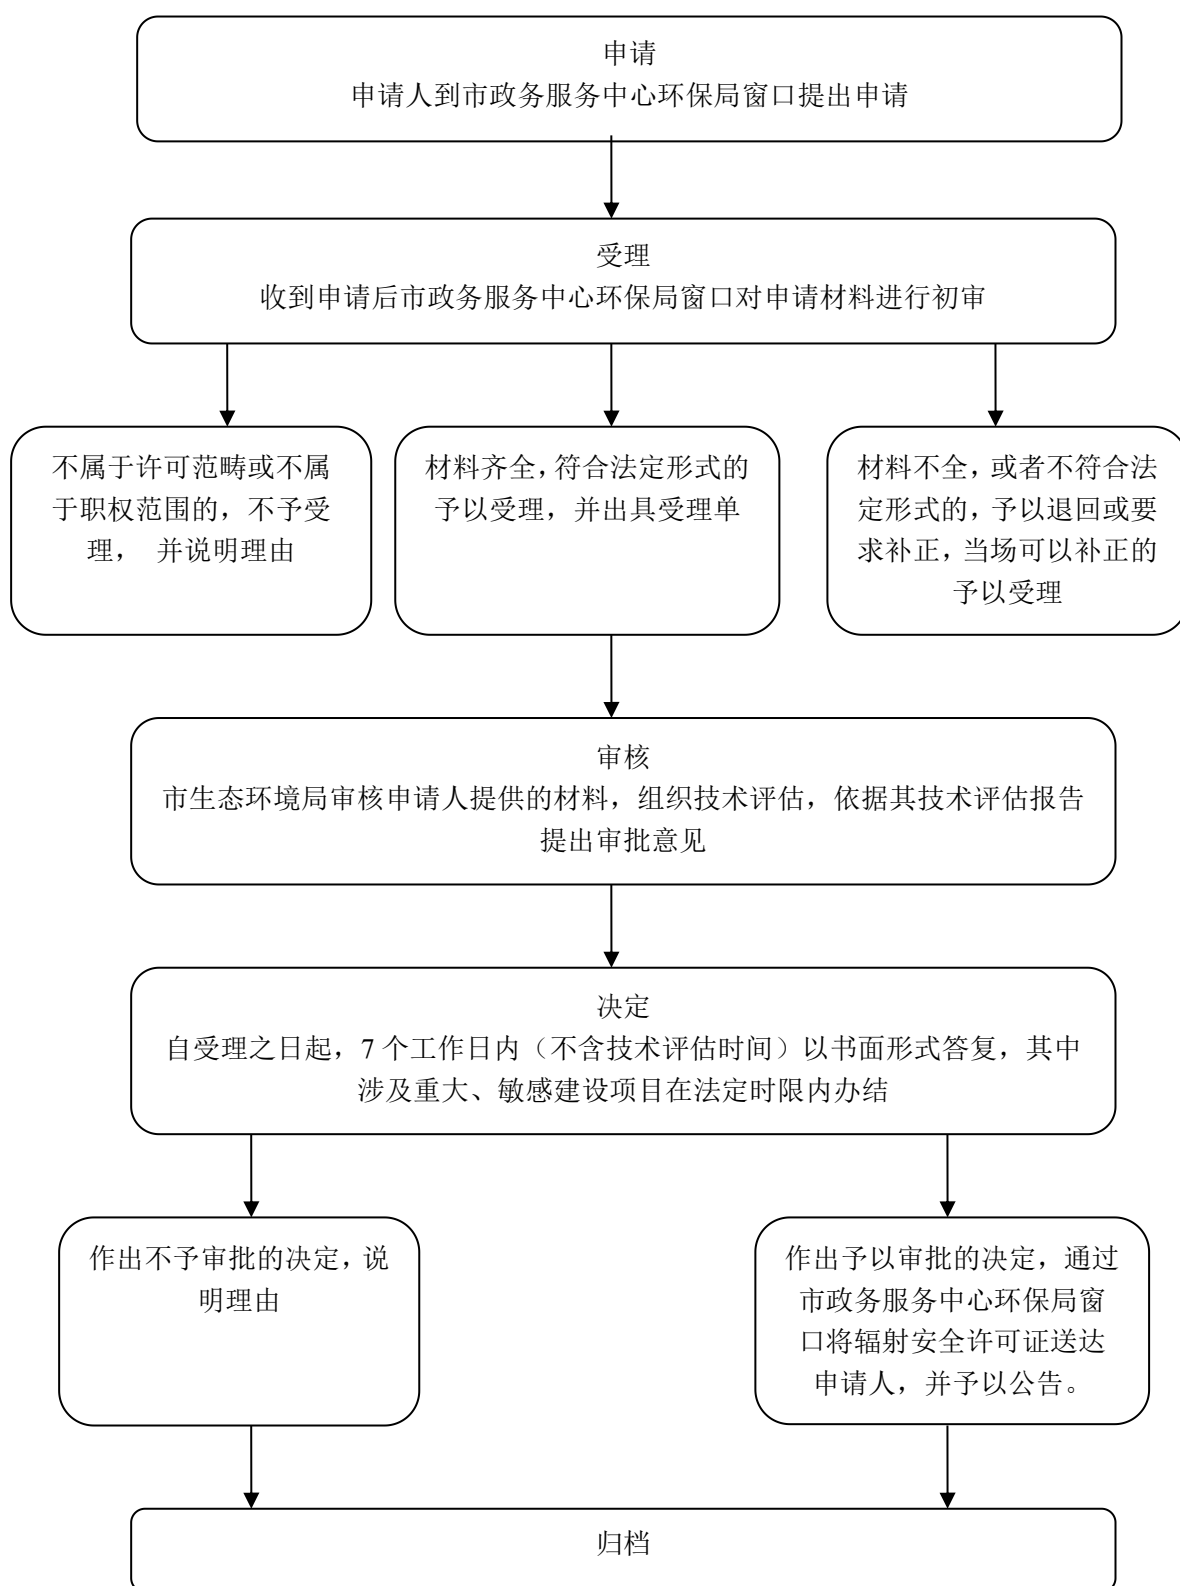 申请
申请人到市政务服务中心环保局窗口提出申请
受理
收到申请后市政务服务中心环保局窗口对申请材料进行初审
不属于许可范畴或不属
于职权范围的，不予受
理， 并说明理由
材料齐全，符合法定形式的
予以受理，并出具受理单
材料不全，或者不符合法
定形式的，予以退回或要
求补正，当场可以补正的
予以受理
审核
市生态环境局审核申请人提供的材料，组织技术评估，依据其技术评估报告
提出审批意见
决定
自受理之日起，7 个工作日内（不含技术评估时间）以书面形式答复，其中
涉及重大、敏感建设项目在法定时限内办结
作出不予审批的决定，说
明理由
作出予以审批的决定，通过
市政务服务中心环保局窗
口将辐射安全许可证送达
申请人，并予以公告。
归档